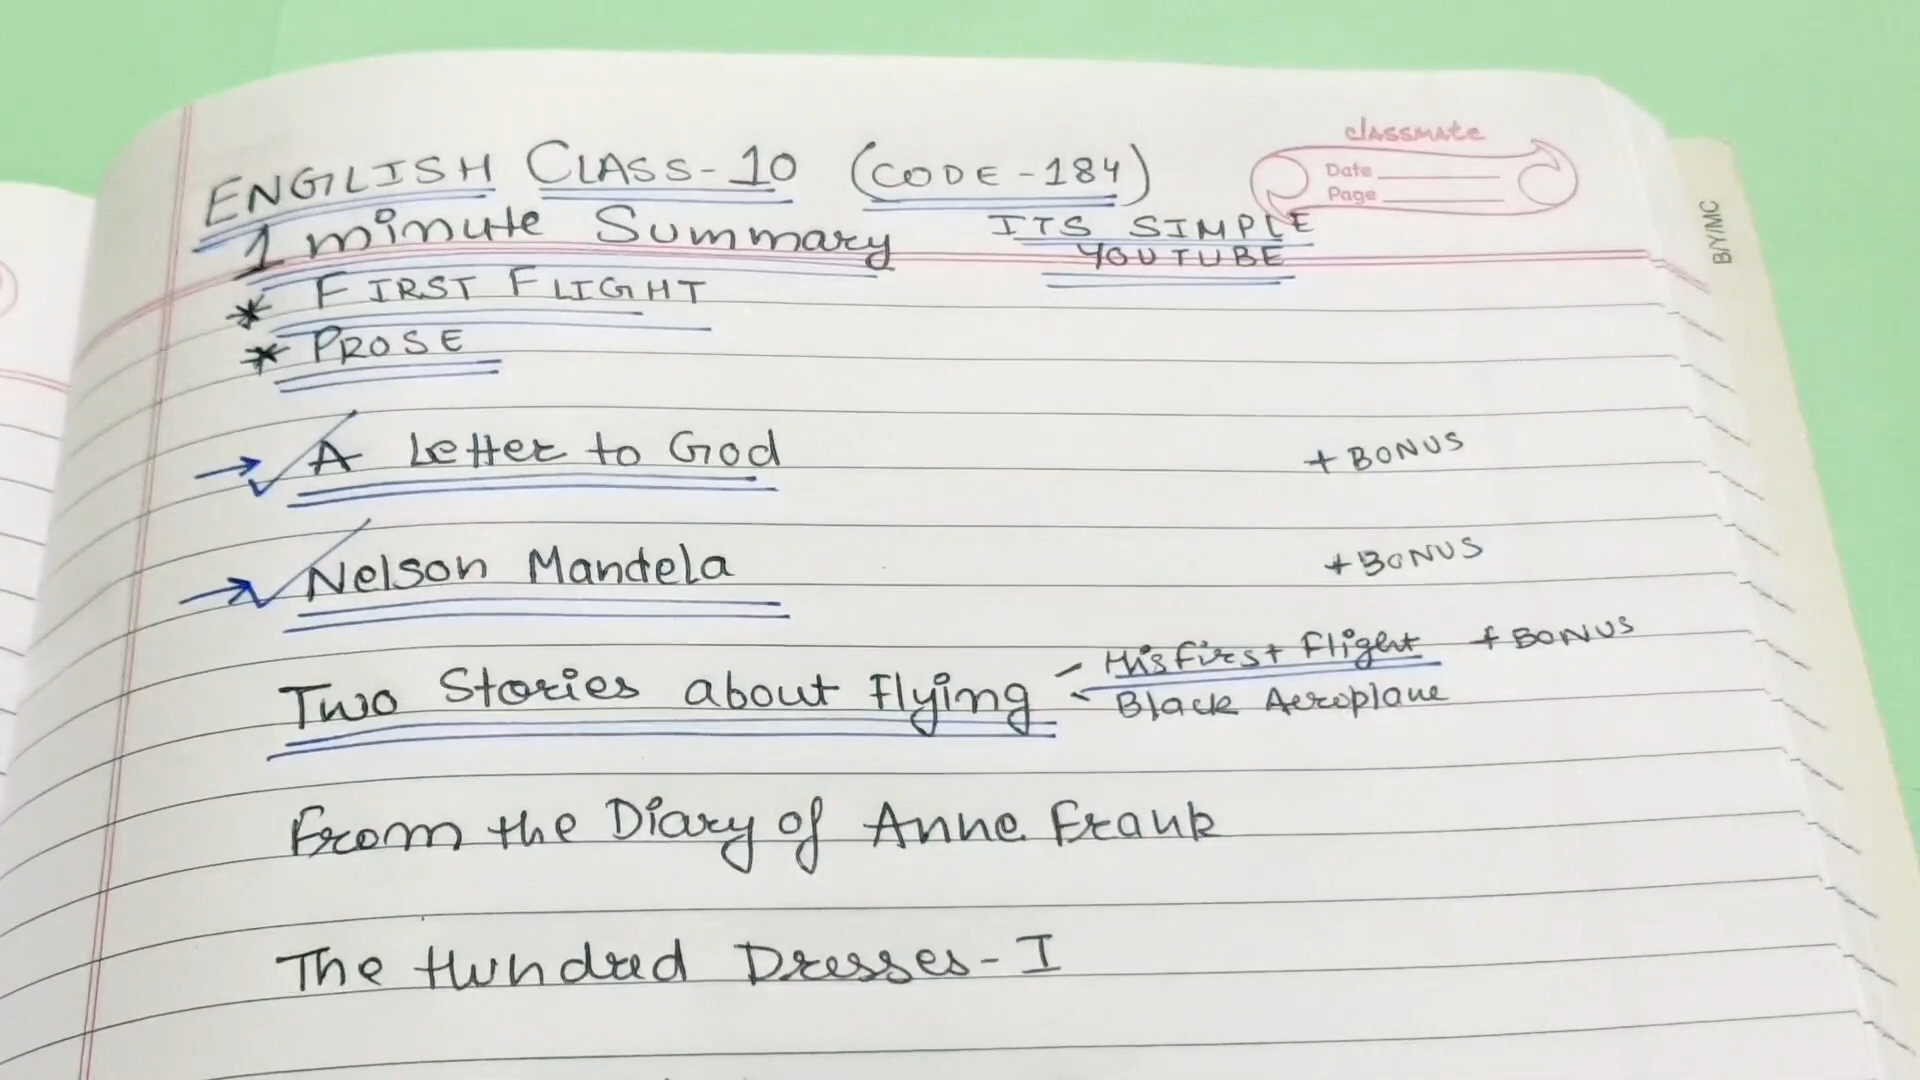 classmate
Date
Page
ENGLISH CLASS-10 (CODE-184)
1 minute Summary
ITS SIMPLE
YOUTUBE
* FIRST FLIGHT
* PROSE
→ ✓ A Letter to God + BONUS
→ ✓ Nelson Mandela + BONUS
Two Stories about Flying - His First Flight + BONUS
- Black Aeroplane
From the Diary of Anne Frank
The Hundred Dresses-I
B/Y/MC